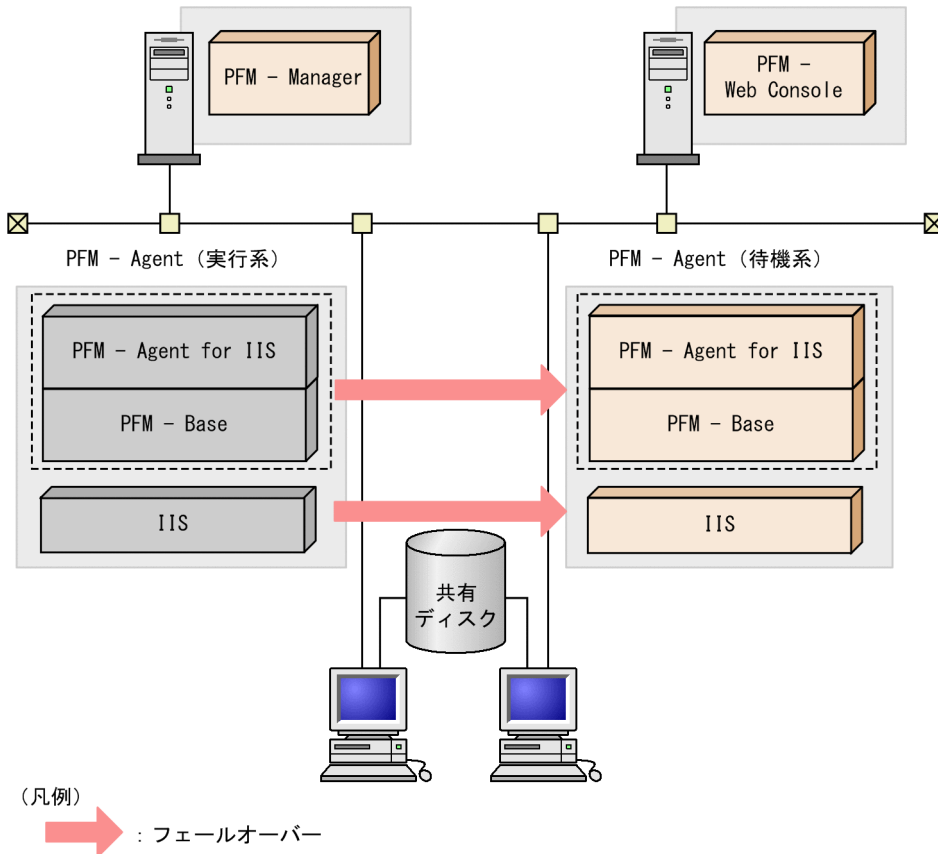 PFM - Manager
PFM -
Web Console
PFM - Agent (実行系)
PFM - Agent (待機系)
PFM - Agent for IIS
PFM - Base
IIS
PFM - Agent for IIS
PFM - Base
IIS
共有
ディスク
(凡例)
: フェールオーバー